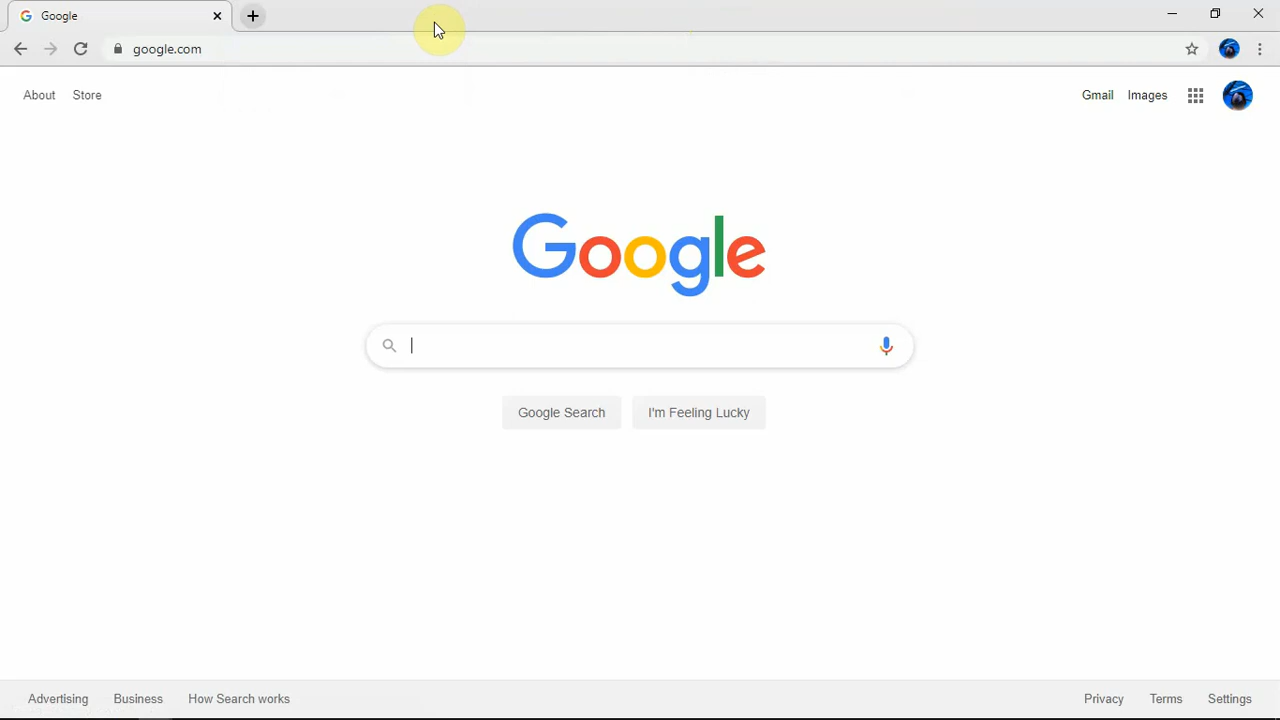 Google
google.com
About Store Gmail Images
Google
Google Search I'm Feeling Lucky
Advertising Business How Search works Privacy Terms Settings